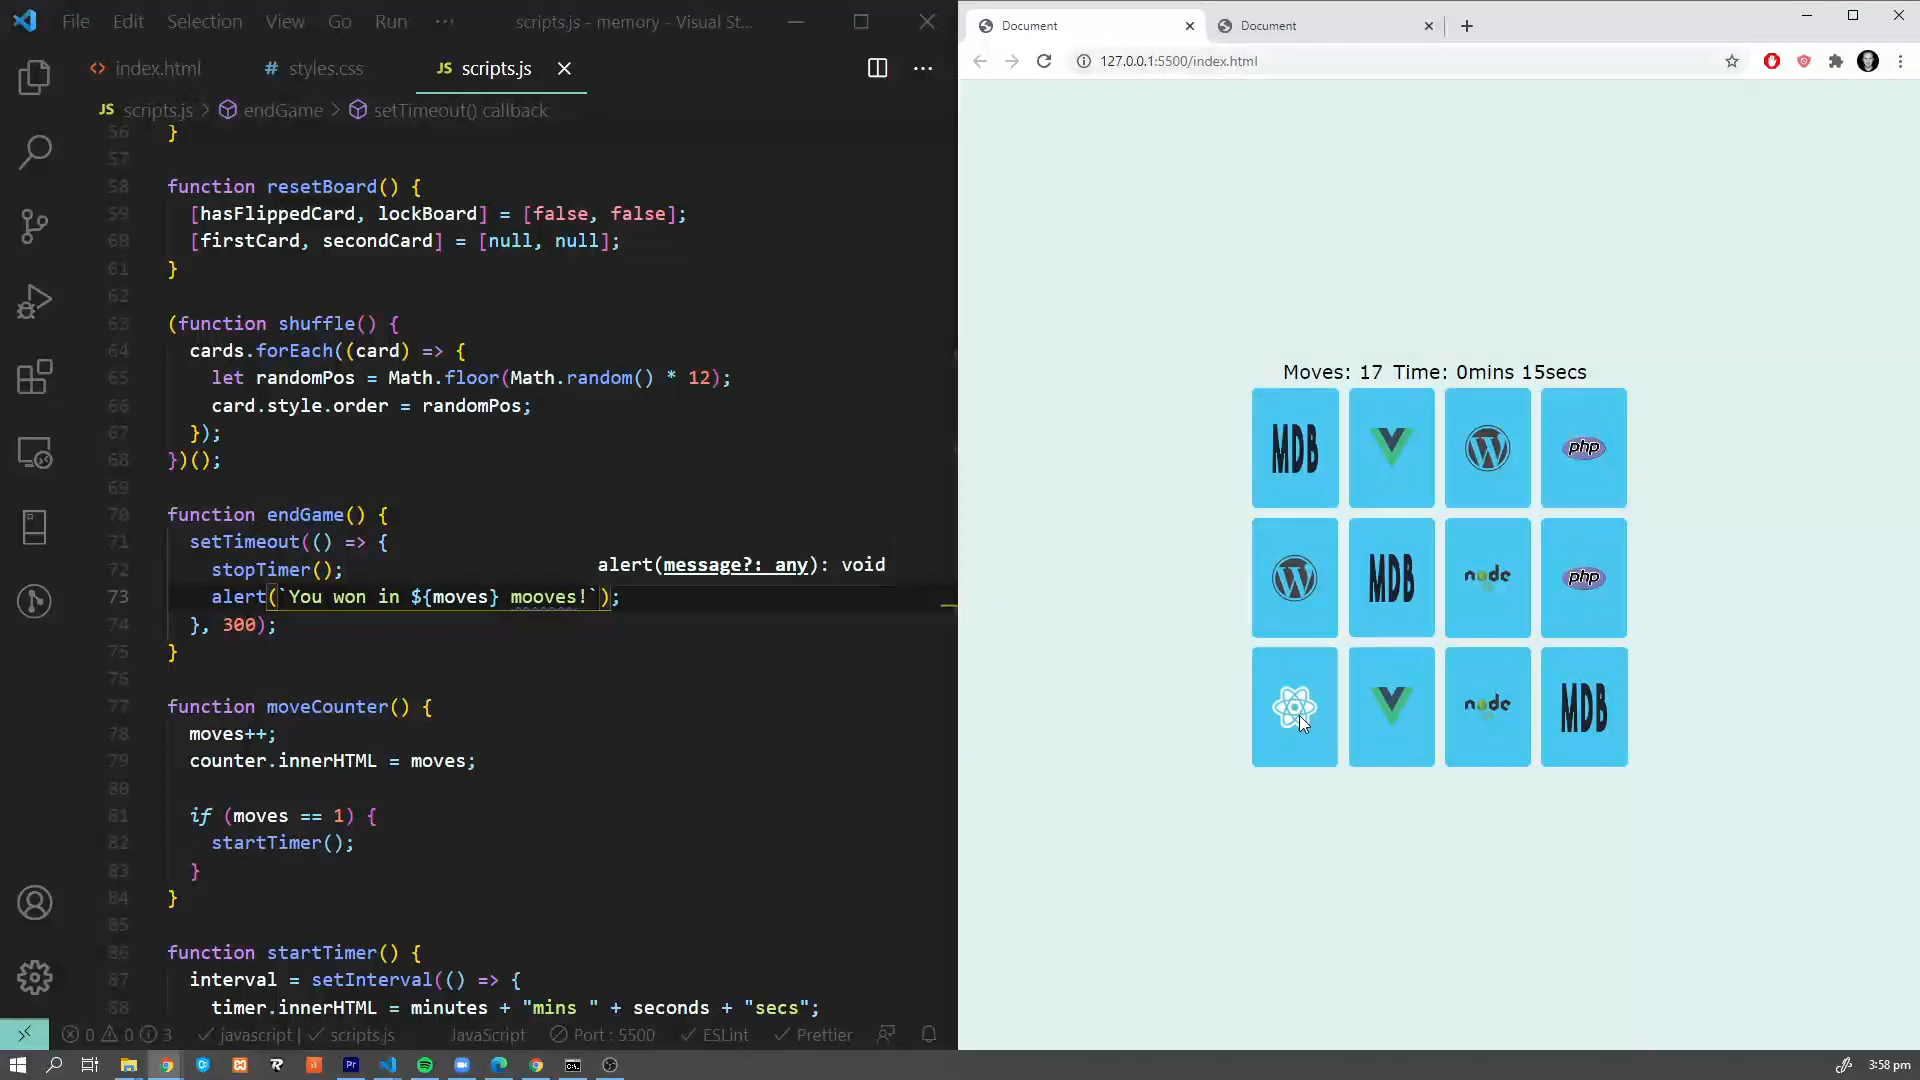 File Edit Selection View Go Run ··· scripts.js - memory - Visual St...
index.html # styles.css JS scripts.js
JS scripts.js > endGame > setTimeout() callback
56 }
57
58 function resetBoard() {
59 [hasFlippedCard, lockBoard] = [false, false];
60 [firstCard, secondCard] = [null, null];
61 }
62
63 (function shuffle() {
64 cards.forEach((card) => {
65 let randomPos = Math.floor(Math.random() * 12);
66 card.style.order = randomPos;
67 });
68 })();
69
70 function endGame() {
71 setTimeout(() => {
alert(message?: any): void
72 stopTimer();
73 alert(`You won in ${moves} mooves!`);
74 }, 300);
75 }
76
77 function moveCounter() {
78 moves++;
79 counter.innerHTML = moves;
80
81 if (moves == 1) {
82 startTimer();
83 }
84 }
85
86 function startTimer() {
87 interval = setInterval(() => {
88 timer.innerHTML = minutes + "mins " + seconds + "secs";
0 0 3 javascript | scripts.js JavaScript Port : 5500 ESLint Prettier
Document Document
127.0.0.1:5500/index.html
Moves: 17 Time: 0mins 15secs
MDB php
MDB node php
node MDB
Pr
3:58 pm